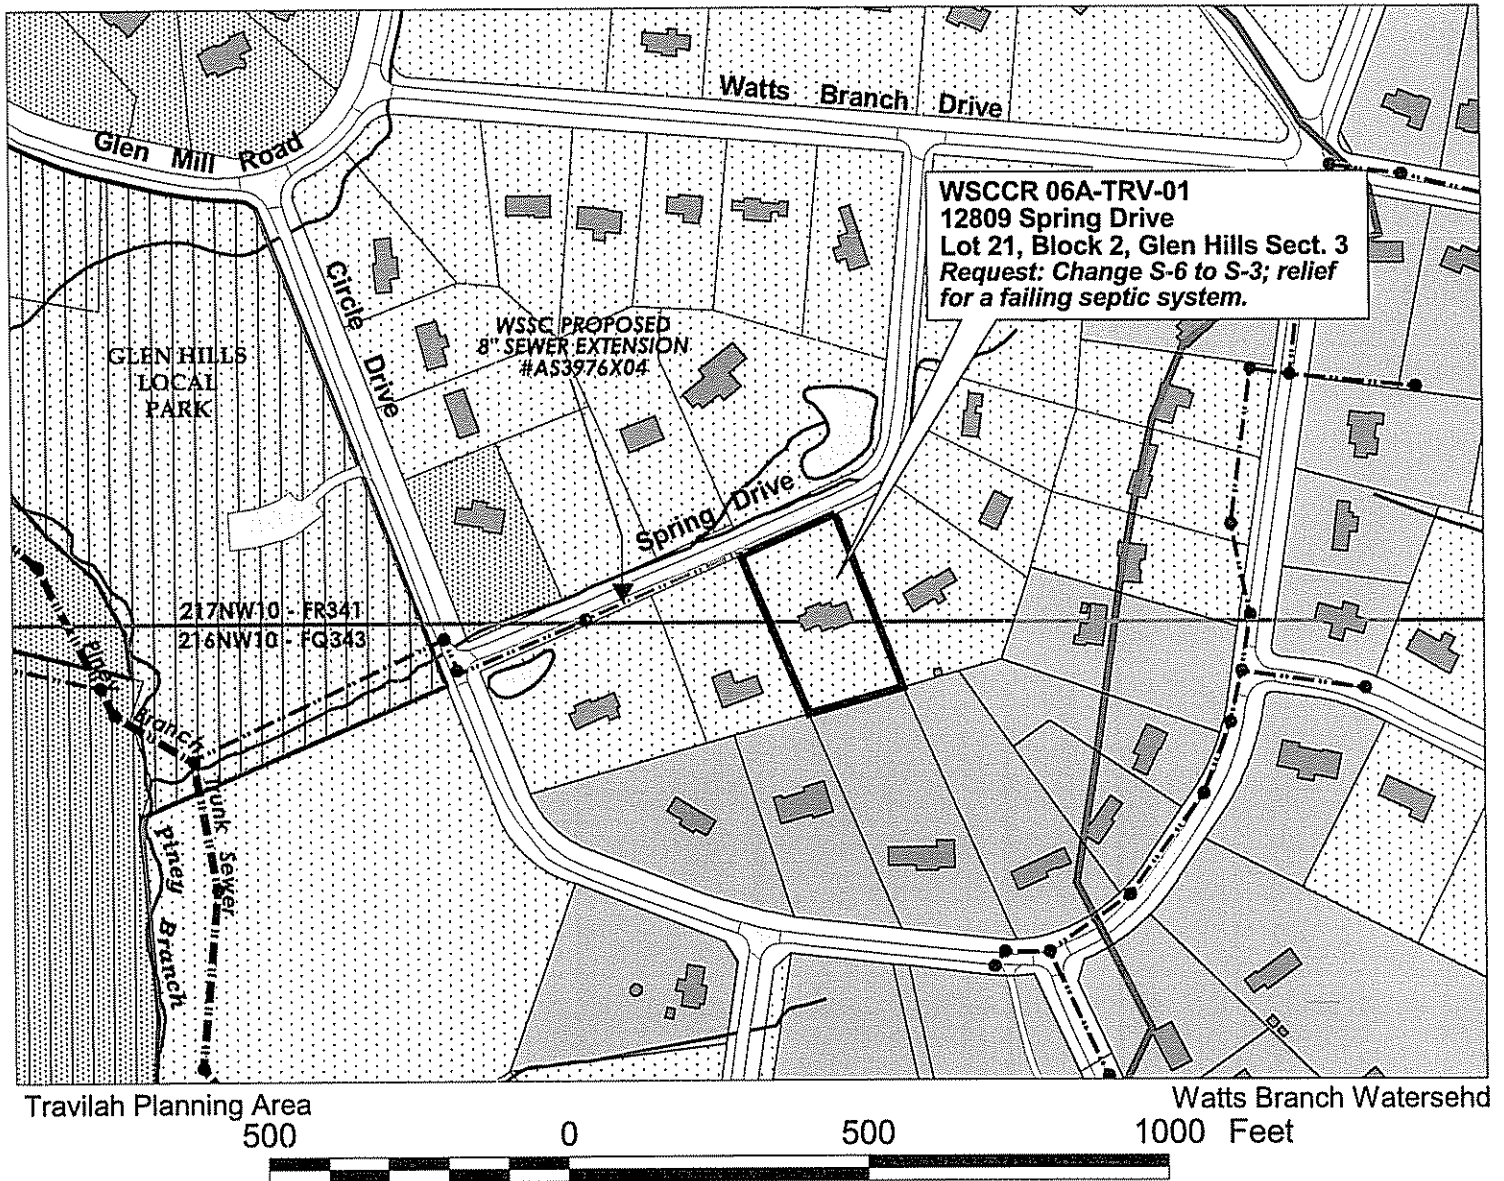 Watts Branch Drive
Glen Mill Road
WSCCR 06A-TRV-01
12809 Spring Drive
Lot 21, Block 2, Glen Hills Sect. 3
Request: Change S-6 to S-3; relief
for a failing septic system.
Circle Drive
WSSC PROPOSED
8" SEWER EXTENSION
#AS3976X04
GLEN HILLS
LOCAL
PARK
Spring Drive
217NW10 - FR341
216NW10 - FQ343
Piney Branch Trunk Sewer
Piney Branch
Travilah Planning Area
Watts Branch Watersehd
500 0 500 1000 Feet